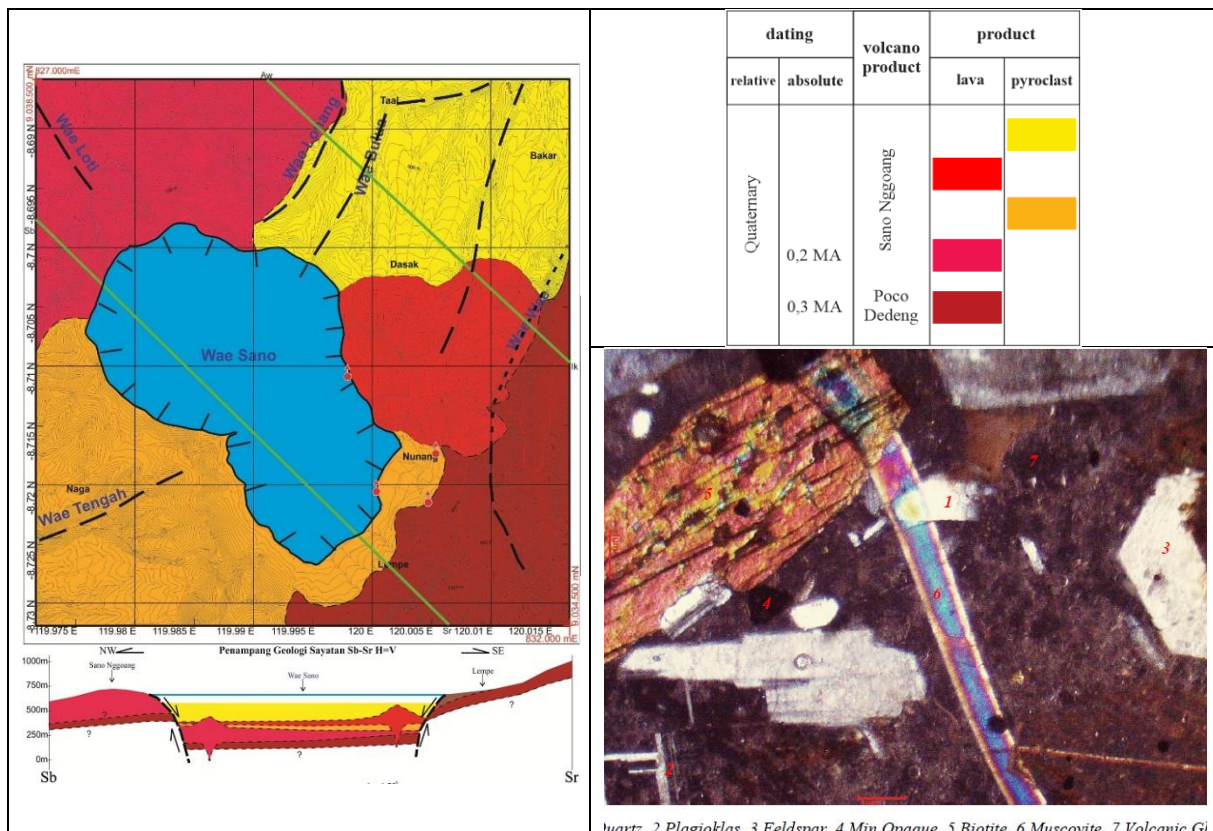 827.000 mE
9.038.500 mN
Aw
Taal
Wae Lotang
Wae Loti
Wae Bulua
Bakar
-8.69
-8.695 N
Sb
-8.7 N
Dasak
-8.705 N
Wae Sano
Ik
-8.71 N
-8.715 N
Nunang
Naga
Wae Tengah
-8.72 N
-8.725 N
-8.73 N
9.034.500 mN
119.975 E
119.98 E
119.985 E
119.99 E
119.995 E
120 E
120.005 E
Sr
120.01 E
120.015 E
832.000 mE
NW
Penampang Geologi Sayatan Sb-Sr H=V
SE
Sano Nggoang
Wae Sano
Lempe
1000m
750m
500m
250m
0m
?
?
?
?
Sb
Sr
dating
volcano product
product
relative
absolute
lava
pyroclast
Quaternary
Sano Nggoang
0,2 MA
0,3 MA
Poco Dedeng
1
2
3
4
5
6
7
2 Plagioklas, 3 Feldspar, 4 Min.Opaque, 5 Biotite, 6 Muscovite, 7 Volcanic